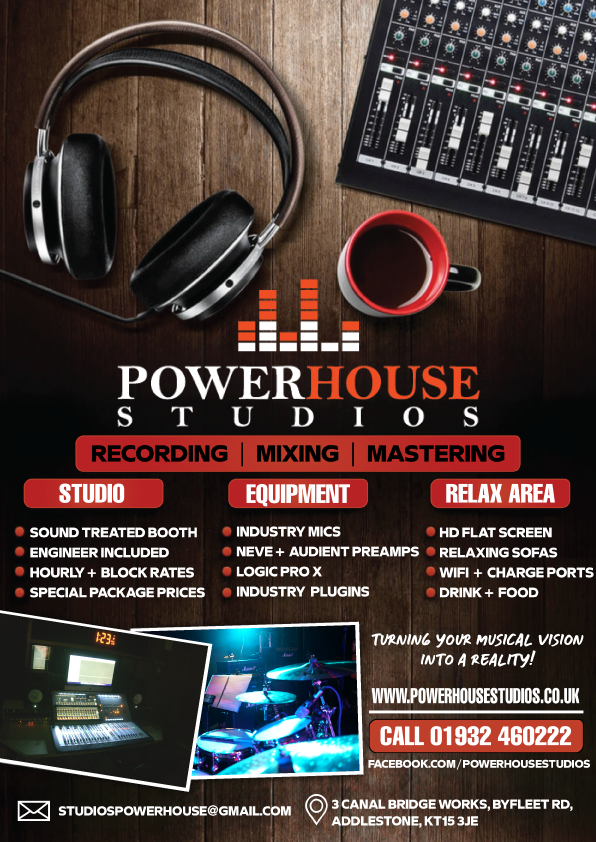 POWERHOUSE
STUDIOS
RECORDING | MIXING | MASTERING
STUDIO
SOUND TREATED BOOTH
ENGINEER INCLUDED
HOURLY + BLOCK RATES
SPECIAL PACKAGE PRICES
EQUIPMENT
INDUSTRY MICS
NEVE + AUDIENT PREAMPS
LOGIC PRO X
INDUSTRY PLUGINS
RELAX AREA
HD FLAT SCREEN
RELAXING SOFAS
WIFI + CHARGE PORTS
DRINK + FOOD
TURNING YOUR MUSICAL VISION
INTO A REALITY!
WWW.POWERHOUSESTUDIOS.CO.UK
CALL 01932 460222
FACEBOOK.COM/POWERHOUSESTUDIOS
STUDIOSPOWERHOUSE@GMAIL.COM
3 CANAL BRIDGE WORKS, BYFLEET RD,
ADDLESTONE, KT15 3JE